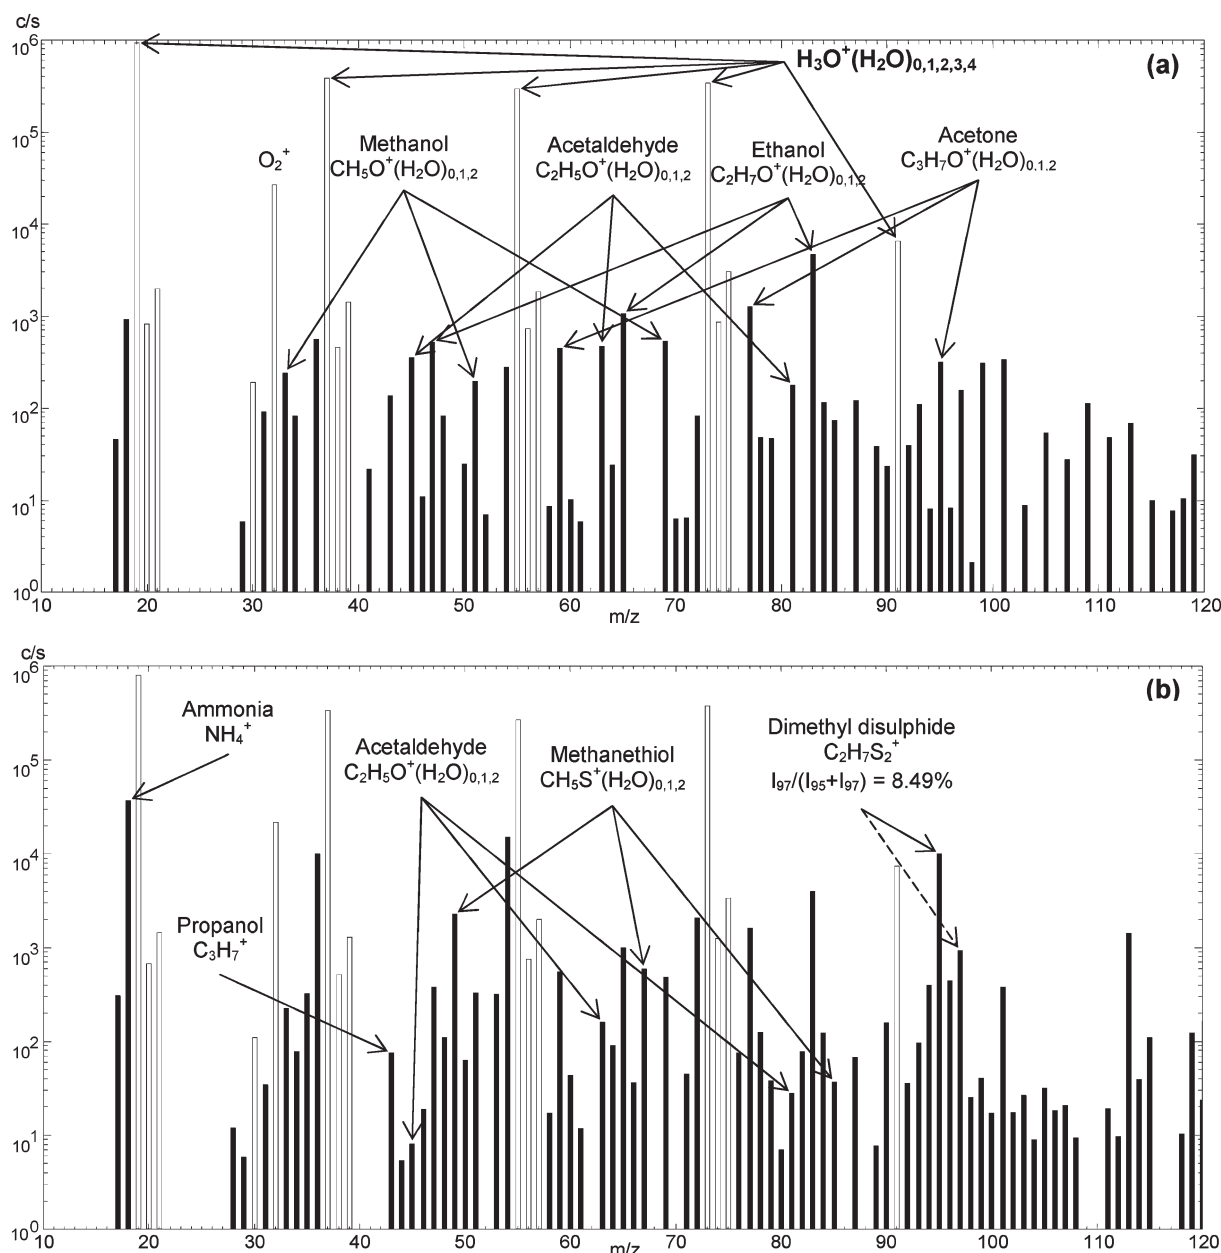 c/s
10⁶
(a)
H₃O⁺(H₂O)₀,₁,₂,₃,₄
10⁵
O₂⁺
Methanol
CH₅O⁺(H₂O)₀,₁,₂
Acetaldehyde
C₂H₅O⁺(H₂O)₀,₁,₂
Ethanol
C₂H₇O⁺(H₂O)₀,₁,₂
Acetone
C₃H₇O⁺(H₂O)₀.₁.₂
10⁴
10³
10²
10¹
10⁰
10 20 30 40 50 60 70 80 90 100 110 120
m/z
c/s
10⁶
(b)
Ammonia
NH₄⁺
Acetaldehyde
C₂H₅O⁺(H₂O)₀,₁,₂
Methanethiol
CH₅S⁺(H₂O)₀,₁,₂
Dimethyl disulphide
C₂H₇S₂⁺
I₉₇/(I₉₅+I₉₇) = 8.49%
10⁵
10⁴
Propanol
C₃H₇⁺
10³
10²
10¹
10⁰
10 20 30 40 50 60 70 80 90 100 110 120
m/z